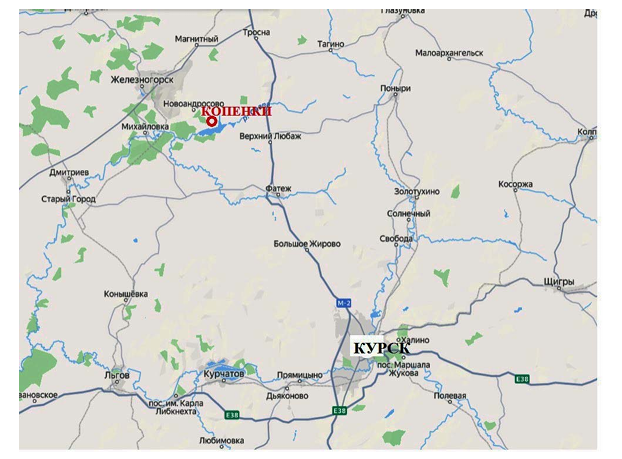 Глазуновка
Магнитный
Тросна
Тагино
Малоархангельск
Железногорск
Поныри
Новоандросово
КОПЕНКИ
Михайловка
Верхний Любаж
Колп
Дмитриев
Старый Город
Фатеж
Золотухино
Косоржа
Солнечный
Свобода
Большое Жирово
Щигры
Конышёвка
М-2
Халино
КУРСК
пос. Маршала
Жукова
Льгов
Курчатов
Прямицыно
E38
вановское
пос. им. Карла
Либкнехта
Дьяконово
Полевая
E38
E38
Любимовка